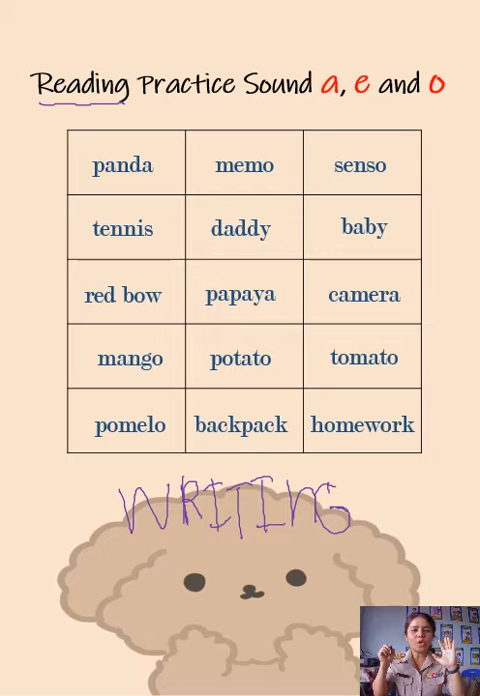 Reading Practice Sound a, e and o
panda memo senso
tennis daddy baby
red bow papaya camera
mango potato tomato
pomelo backpack homework
WRITING